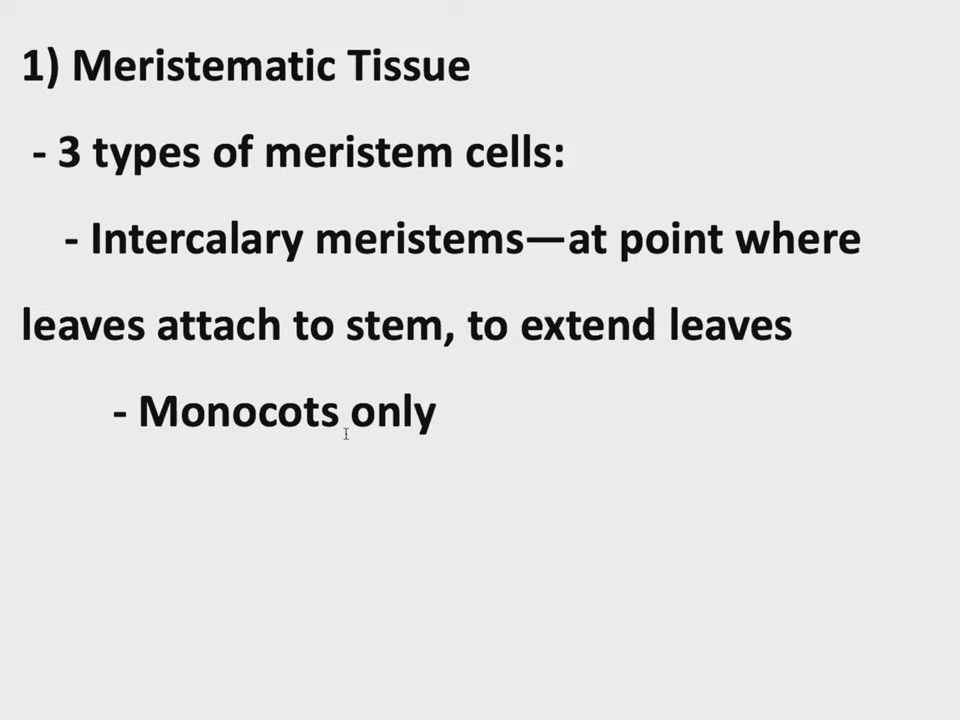 1) Meristematic Tissue
- 3 types of meristem cells:
- Intercalary meristems—at point where
leaves attach to stem, to extend leaves
- Monocots only